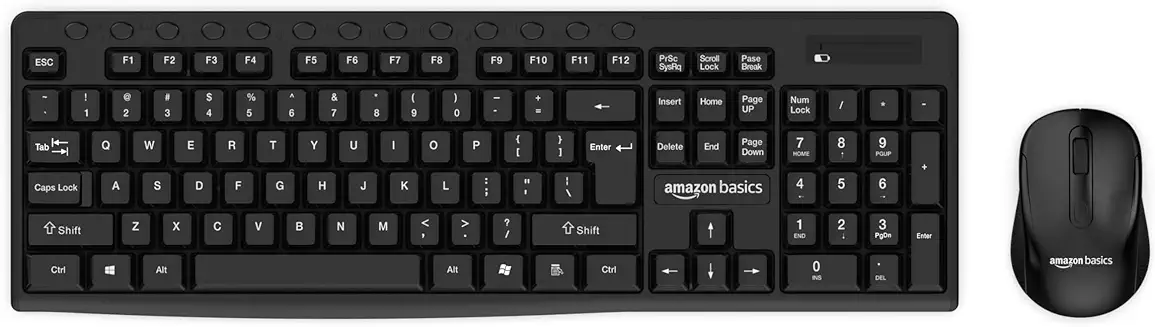 ESC F1 F2 F3 F4 F5 F6 F7 F8 F9 F10 F11 F12 PrSc Scroll Pase
SysRq Lock Break
~ ! @ # $ % ^ & * ( ) — +
` 1 2 3 4 5 6 7 8 9 0 - = ← Insert Home Page Num / * -
UP Lock
Tab Q W E R T Y U I O P { } Enter Delete End Page 7 8 9 +
[ ] Down HOME ↑ PGUP
Caps Lock A S D F G H J K L : " | amazon basics 4 5 6
; ' \ ← →
⇧ Shift Z X C V B N M < > ? ⇧ Shift ↑ 1 2 3 Enter
, . / END ↓ PgDn
Ctrl Alt Alt Ctrl ← ↓ → 0 .
INS DEL
amazon basics